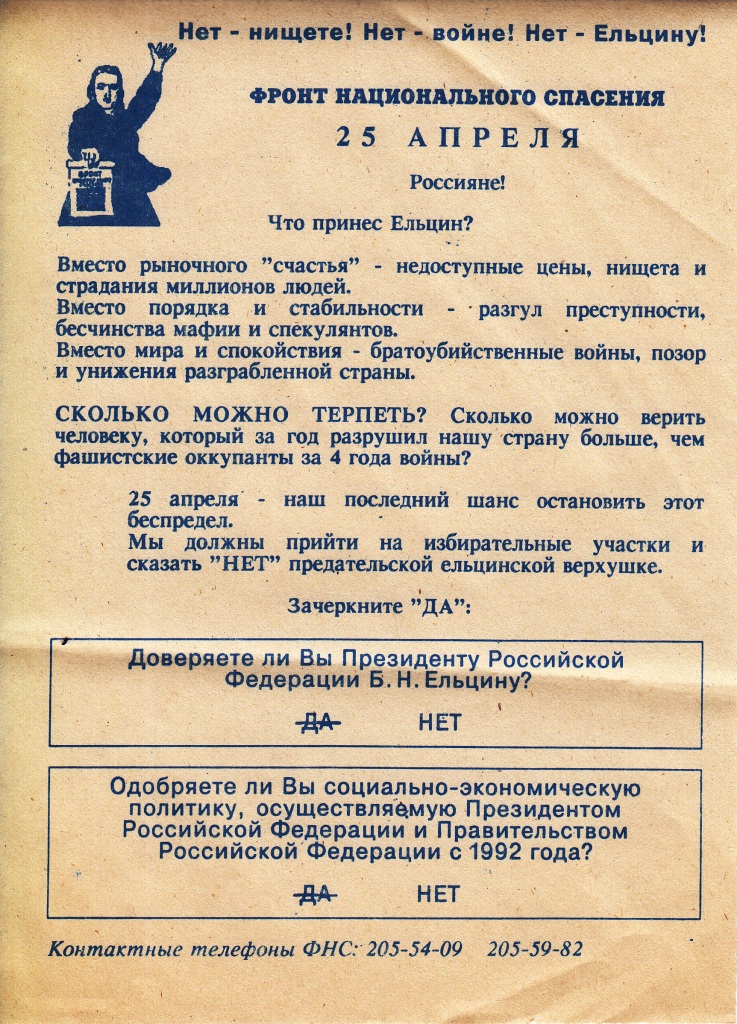 Нет - нищете! Нет - войне! Нет - Ельцину!
ФРОНТ НАЦИОНАЛЬНОГО СПАСЕНИЯ
25 АПРЕЛЯ
Россияне!
Что принес Ельцин?
Вместо рыночного "счастья" - недоступные цены, нищета и
страдания миллионов людей.
Вместо порядка и стабильности - разгул преступности,
бесчинства мафии и спекулянтов.
Вместо мира и спокойствия - братоубийственные войны, позор
и унижения разграбленной страны.
СКОЛЬКО МОЖНО ТЕРПЕТЬ? Сколько можно верить
человеку, который за год разрушил нашу страну больше, чем
фашистские оккупанты за 4 года войны?
25 апреля - наш последний шанс остановить этот
беспредел.
Мы должны прийти на избирательные участки и
сказать "НЕТ" предательской ельцинской верхушке.
Зачеркните "ДА":
Доверяете ли Вы Президенту Российской
Федерации Б. Н. Ельцину?
ДА НЕТ
Одобряете ли Вы социально-экономическую
политику, осуществляемую Президентом
Российской Федерации и Правительством
Российской Федерации с 1992 года?
ДА НЕТ
Контактные телефоны ФНС: 205-54-09 205-59-82